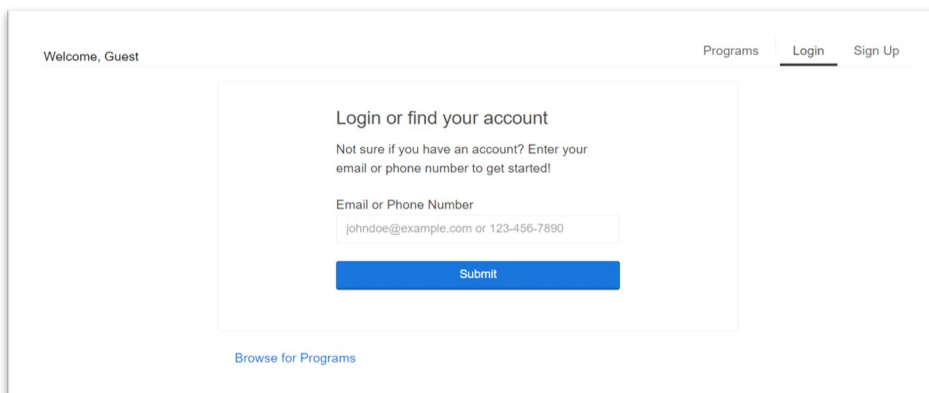 Welcome, Guest
Programs
Login
Sign Up
Login or find your account
Not sure if you have an account? Enter your
email or phone number to get started!
Email or Phone Number
johndoe@example.com or 123-456-7890
Submit
Browse for Programs